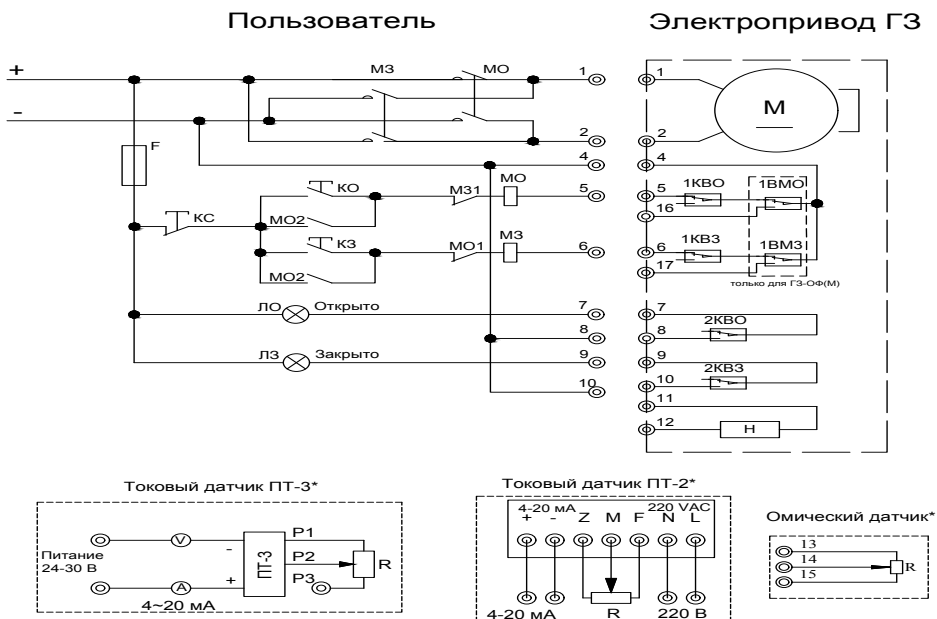 Пользователь
Электропривод ГЗ
+
МЗ
МО
1
1
М
-
2
2
F
4
4
КО
МЗ1
МО
5
5
1КВО
1ВМО
16
КС
МО2
КЗ
МО1
МЗ
6
6
1КВЗ
1ВМЗ
17
МО2
только для ГЗ-ОФ(М)
ЛО
Открыто
7
7
8
8
2КВО
ЛЗ
Закрыто
9
9
10
10
2КВЗ
11
12
Н
Токовый датчик ПТ-3*
Питание
24-30 В
V
-
ПТ-3
P1
P2
R
A
+
P3
4~20 мА
Токовый датчик ПТ-2*
4-20 мА
220 VAC
+ - Z M F N L
4-20 мА
R
220 В
Омический датчик*
13
14
R
15